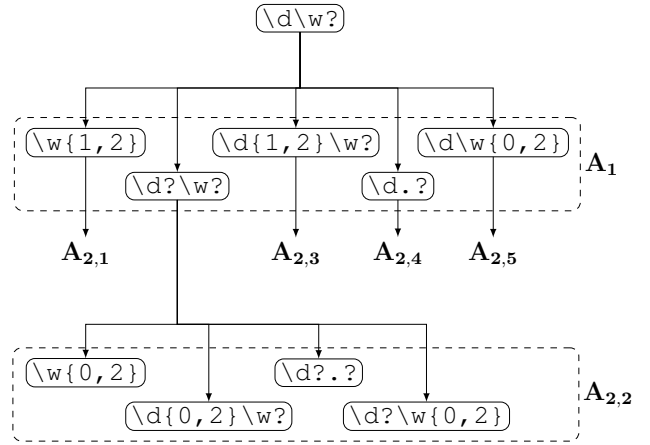 \d\w?
\w{1,2} \d{1,2}\w? \d\w{0,2}
A1
\d?\w? \d.?
A2,1 A2,3 A2,4 A2,5
\w{0,2} \d?.?
A2,2
\d{0,2}\w? \d?\w{0,2}